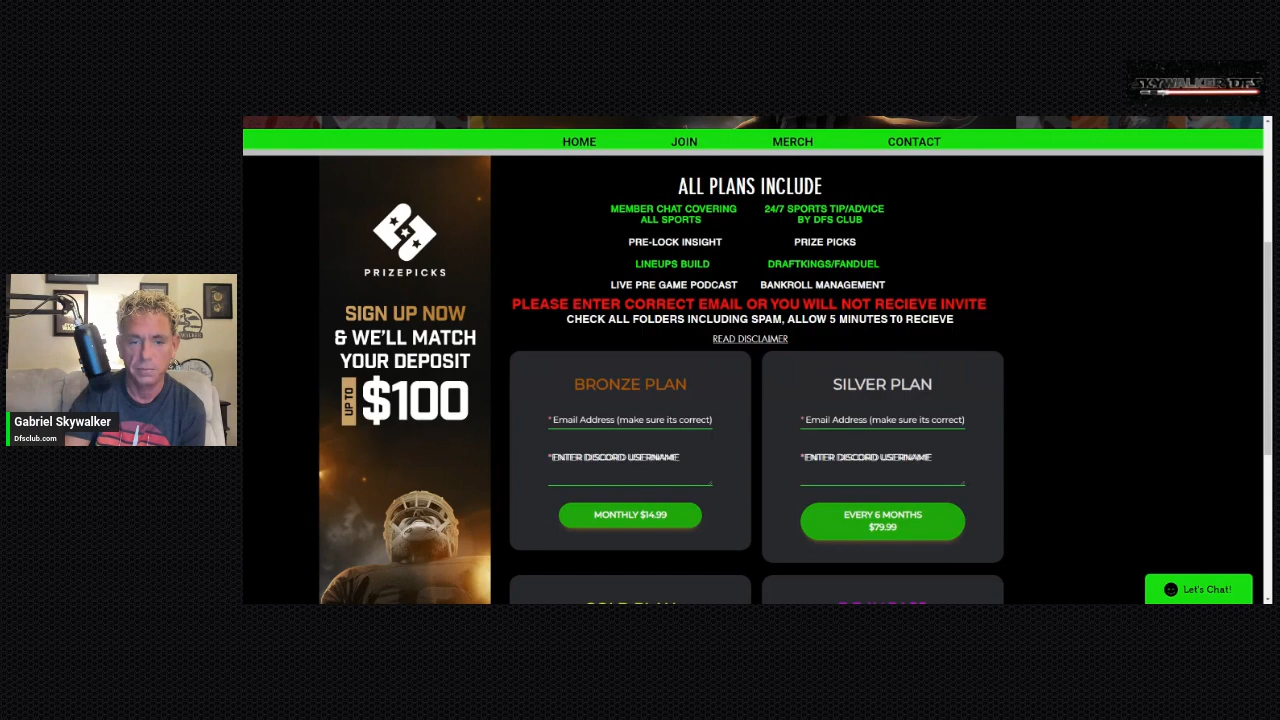 SKYWALKER DFS
HOME
JOIN
MERCH
CONTACT
PRIZEPICKS
SIGN UP NOW
& WE'LL MATCH
YOUR DEPOSIT
UP TO
$100
ALL PLANS INCLUDE
MEMBER CHAT COVERING
ALL SPORTS
24/7 SPORTS TIP/ADVICE
BY DFS CLUB
PRE-LOCK INSIGHT
PRIZE PICKS
LINEUPS BUILD
DRAFTKINGS/FANDUEL
LIVE PRE GAME PODCAST
BANKROLL MANAGEMENT
PLEASE ENTER CORRECT EMAIL OR YOU WILL NOT RECIEVE INVITE
CHECK ALL FOLDERS INCLUDING SPAM, ALLOW 5 MINUTES TO RECIEVE
READ DISCLAIMER
BRONZE PLAN
* Email Address (make sure its correct)
*ENTER DISCORD USERNAME
MONTHLY $14.99
SILVER PLAN
* Email Address (make sure its correct)
*ENTER DISCORD USERNAME
EVERY 6 MONTHS
$79.99
Let's Chat!
Gabriel Skywalker
Dfsclub.com